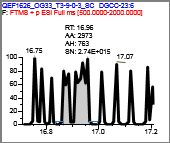 QEF1626_OG33_T3-9-0-3_SC DGCO-23:6
F: FTMS + p ESI Full ms [500.0000-2000.0000]
RT: 16.96
AA: 2973
AH: 763
SN: 2.74E+015
16.75
17.07
100
80
60
40
20
0
16.8
17.0
17.2